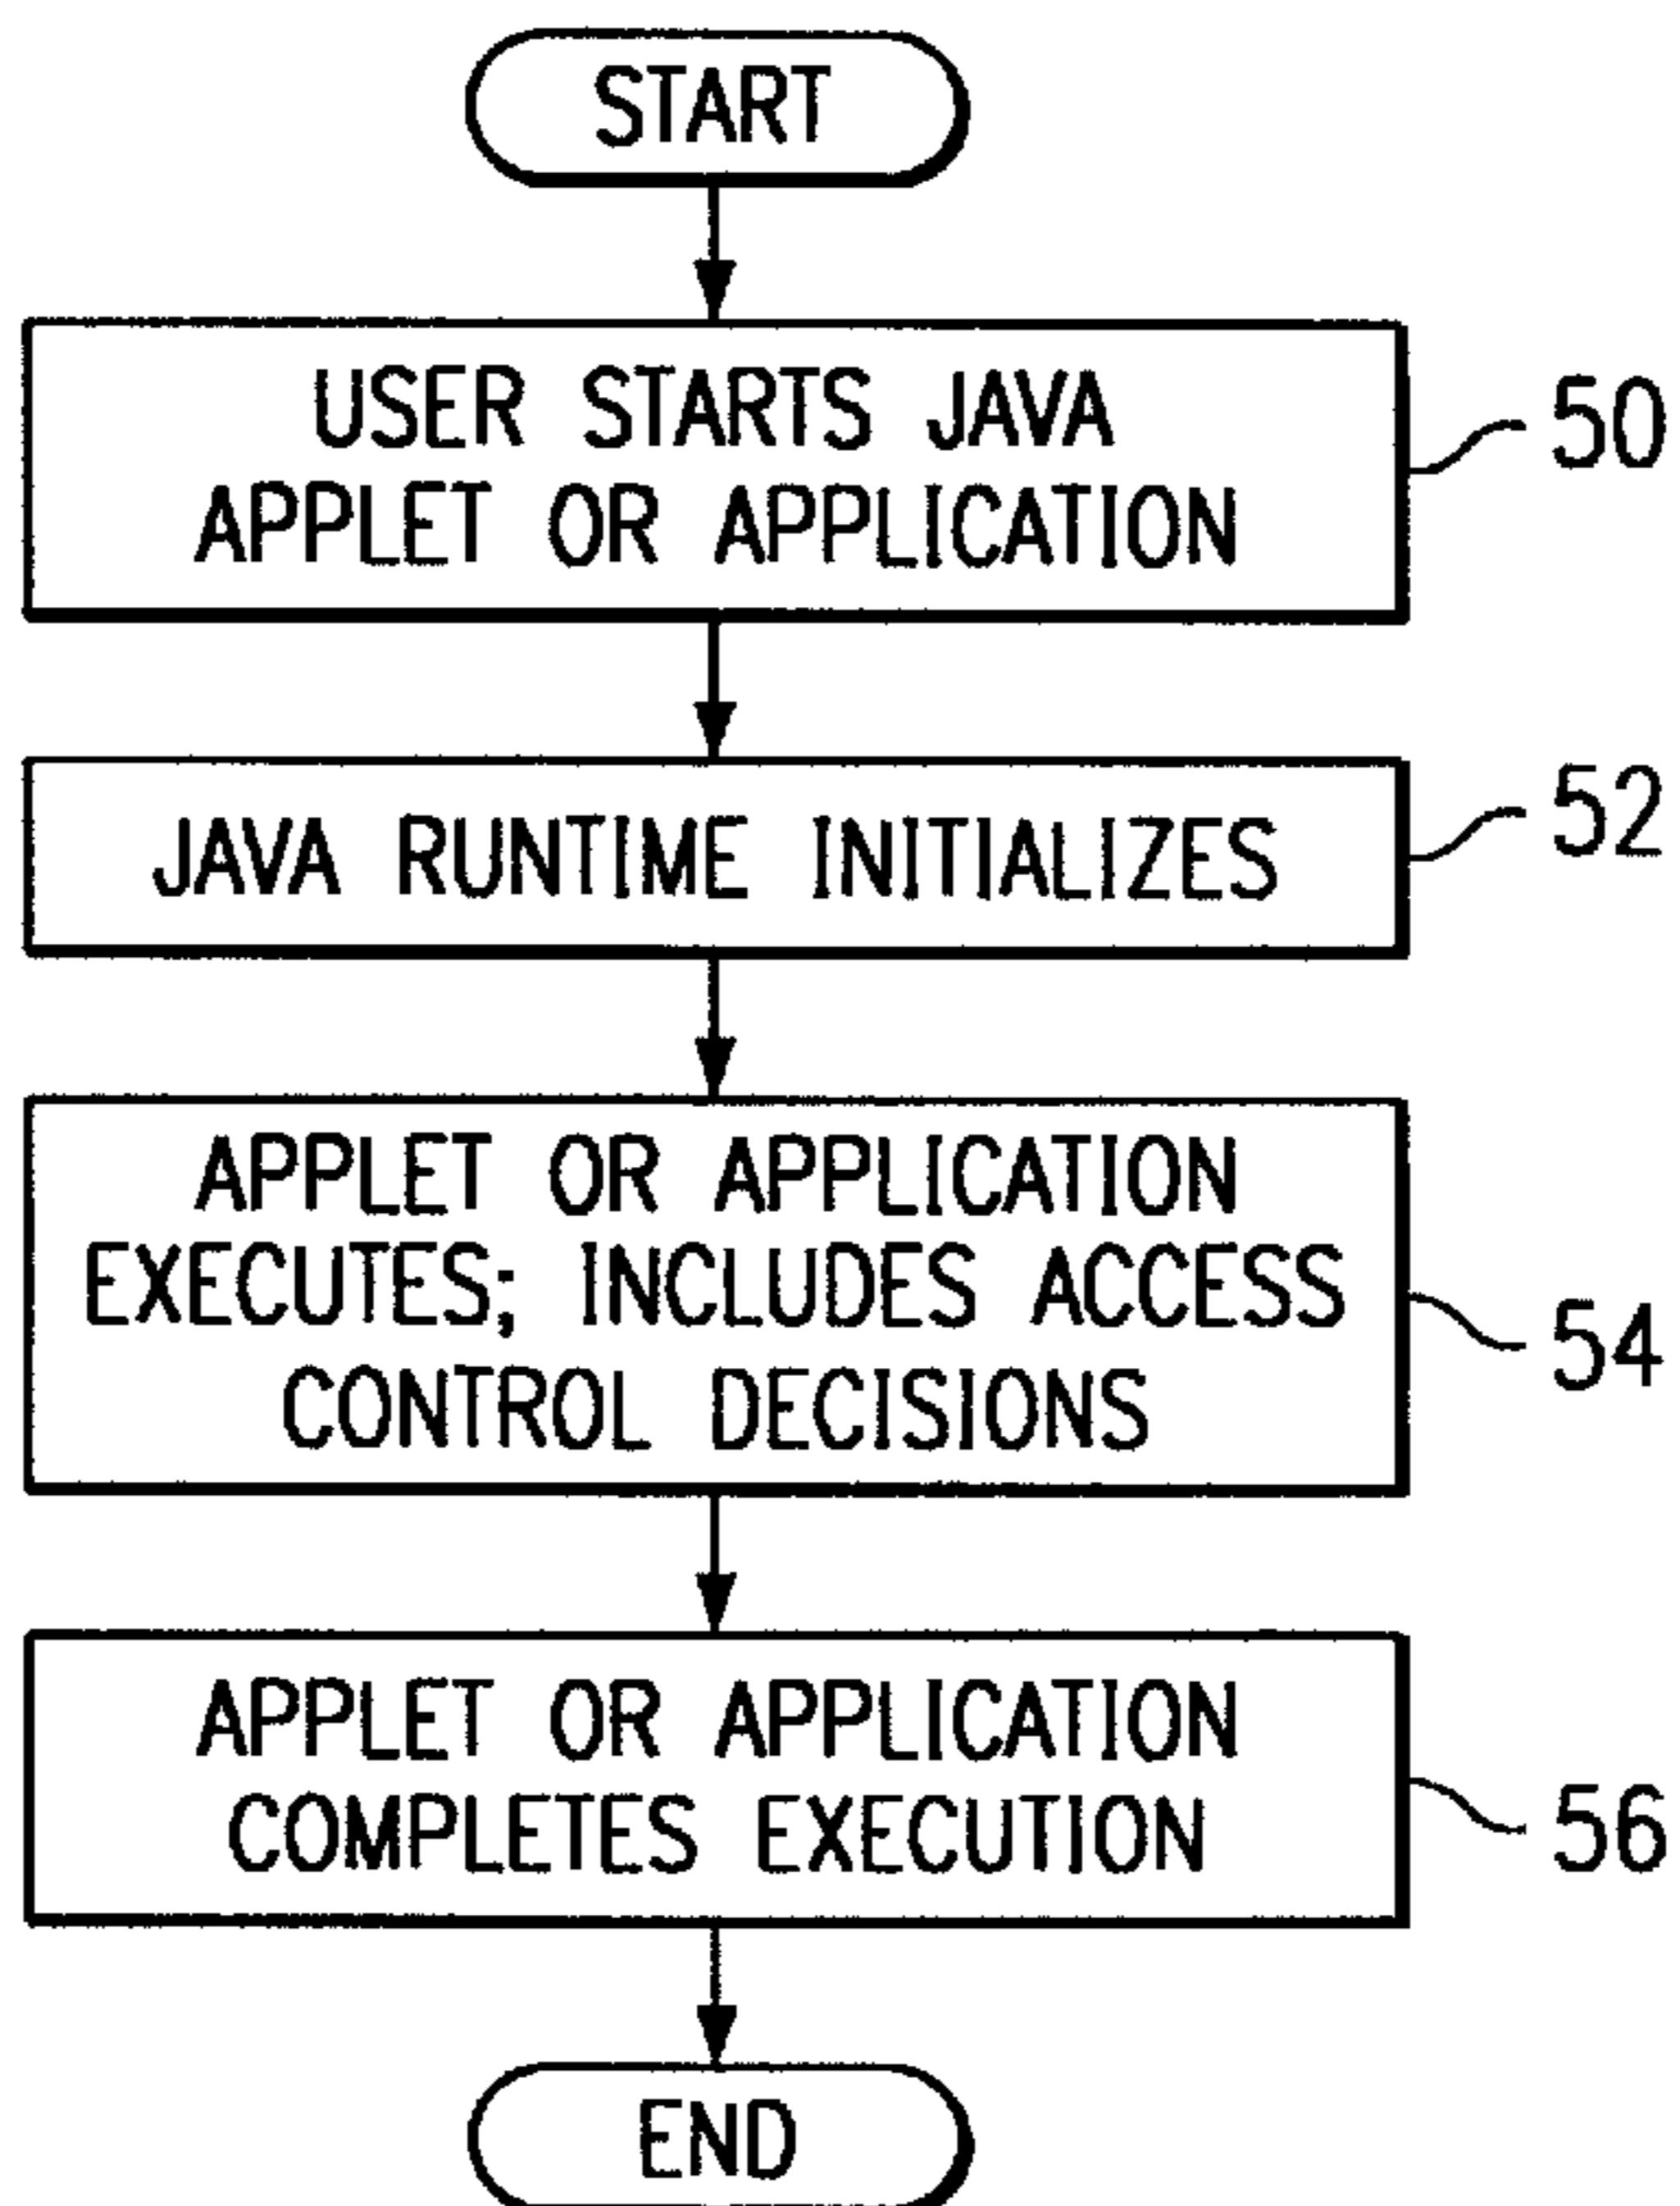 START
USER STARTS JAVA
APPLET OR APPLICATION
50
JAVA RUNTIME INITIALIZES
52
APPLET OR APPLICATION
EXECUTES; INCLUDES ACCESS
CONTROL DECISIONS
54
APPLET OR APPLICATION
COMPLETES EXECUTION
56
END